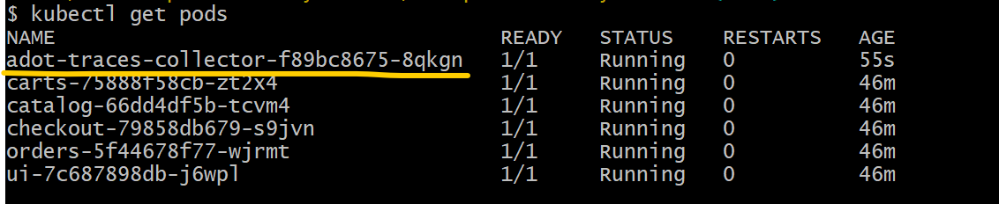 $ kubectl get pods
NAME READY STATUS RESTARTS AGE
adot-traces-collector-f89bc8675-8qkgn 1/1 Running 0 55s
carts-75888f58cb-zt2x4 1/1 Running 0 46m
catalog-66dd4df5b-tcvm4 1/1 Running 0 46m
checkout-79858db679-s9jvn 1/1 Running 0 46m
orders-5f44678f77-wjrmt 1/1 Running 0 46m
ui-7c687898db-j6wpl 1/1 Running 0 46m